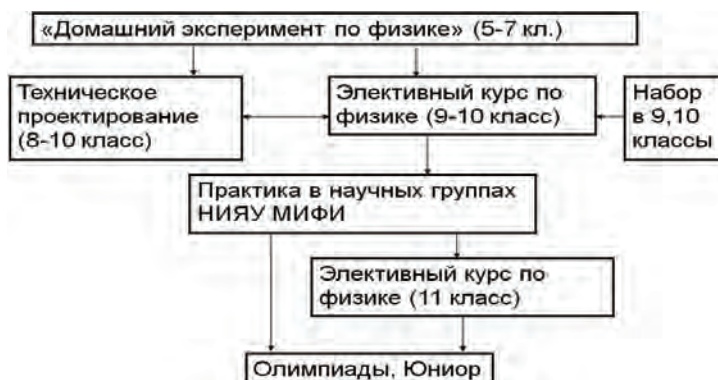 «Домашний эксперимент по физике» (5-7 кл.)
Техническое
проектирование
(8-10 класс)
Элективный курс по
физике (9-10 класс)
Набор
в 9,10
классы
Практика в научных группах
НИЯУ МИФИ
Элективный курс по
физике (11 класс)
Олимпиады, Юниор